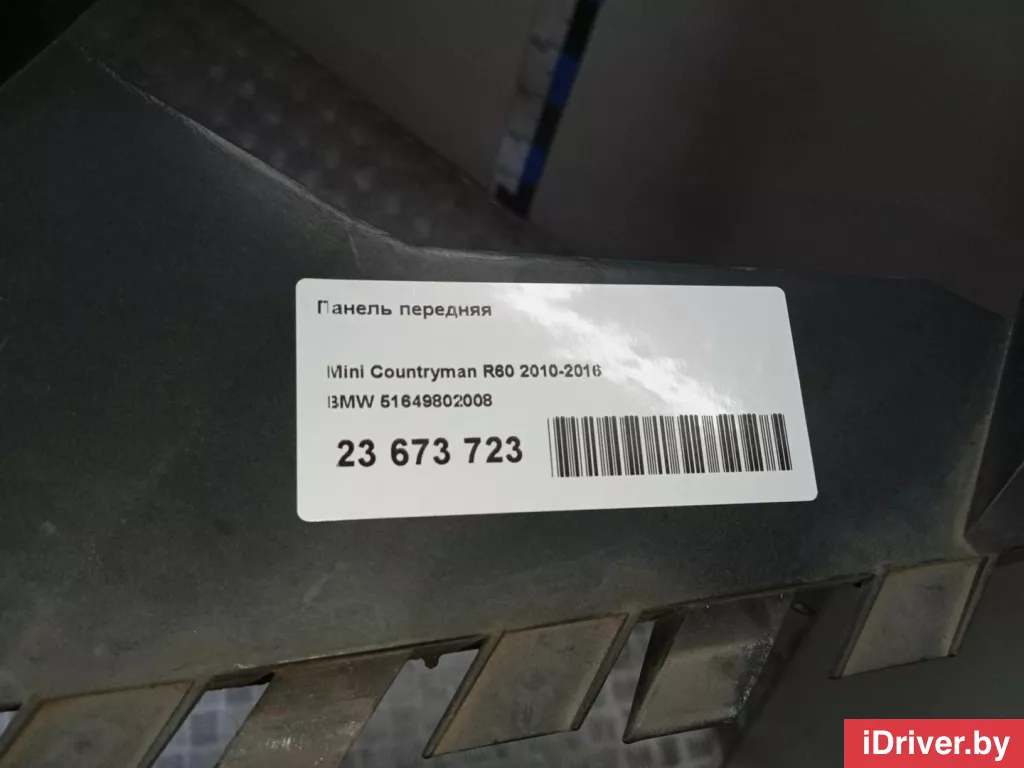 Панель передняя
Mini Countryman R60 2010-2016
BMW 51649802008
23 673 723
iDriver.by